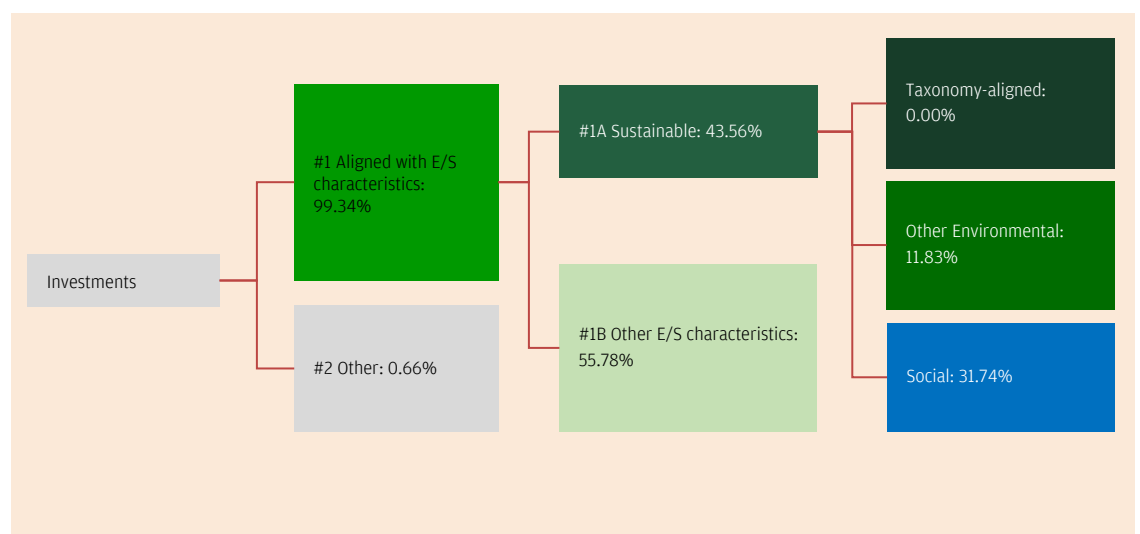 Investments
#1 Aligned with E/S
characteristics:
99.34%
#2 Other: 0.66%
#1A Sustainable: 43.56%
#1B Other E/S characteristics:
55.78%
Taxonomy-aligned:
0.00%
Other Environmental:
11.83%
Social: 31.74%